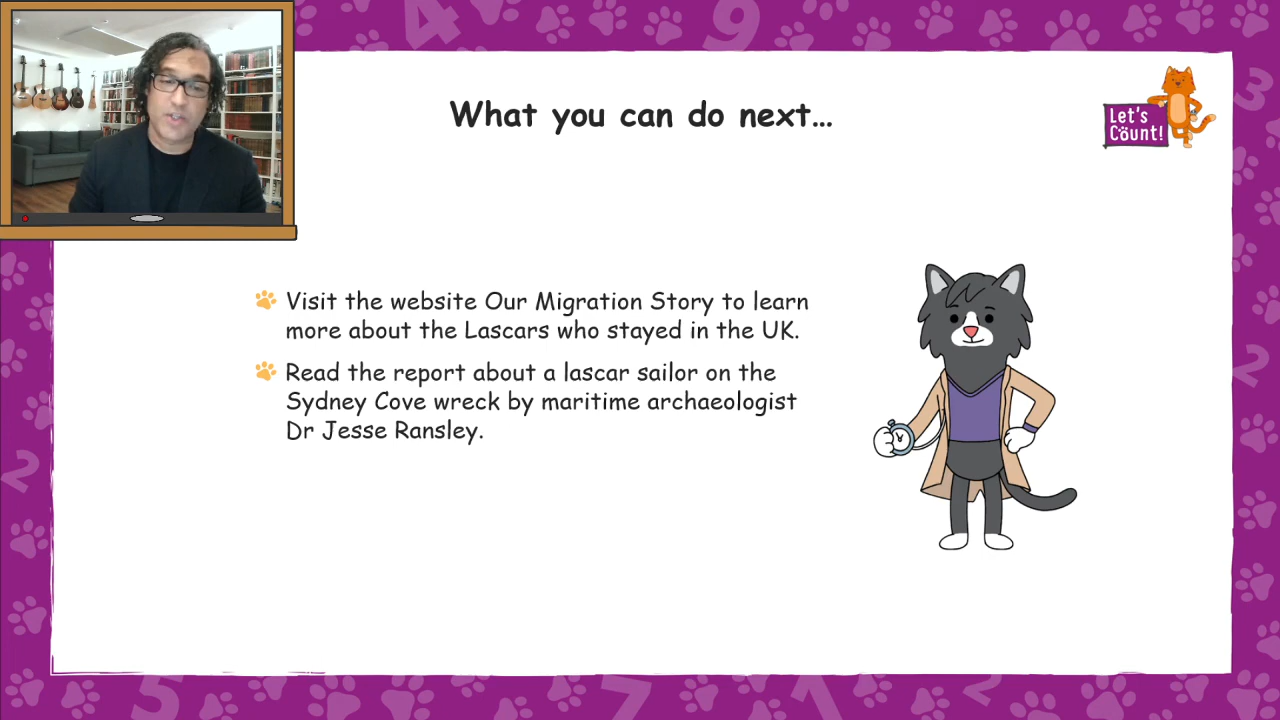 What you can do next...
Let's
Count!
Visit the website Our Migration Story to learn
more about the Lascars who stayed in the UK.
Read the report about a lascar sailor on the
Sydney Cove wreck by maritime archaeologist
Dr Jesse Ransley.